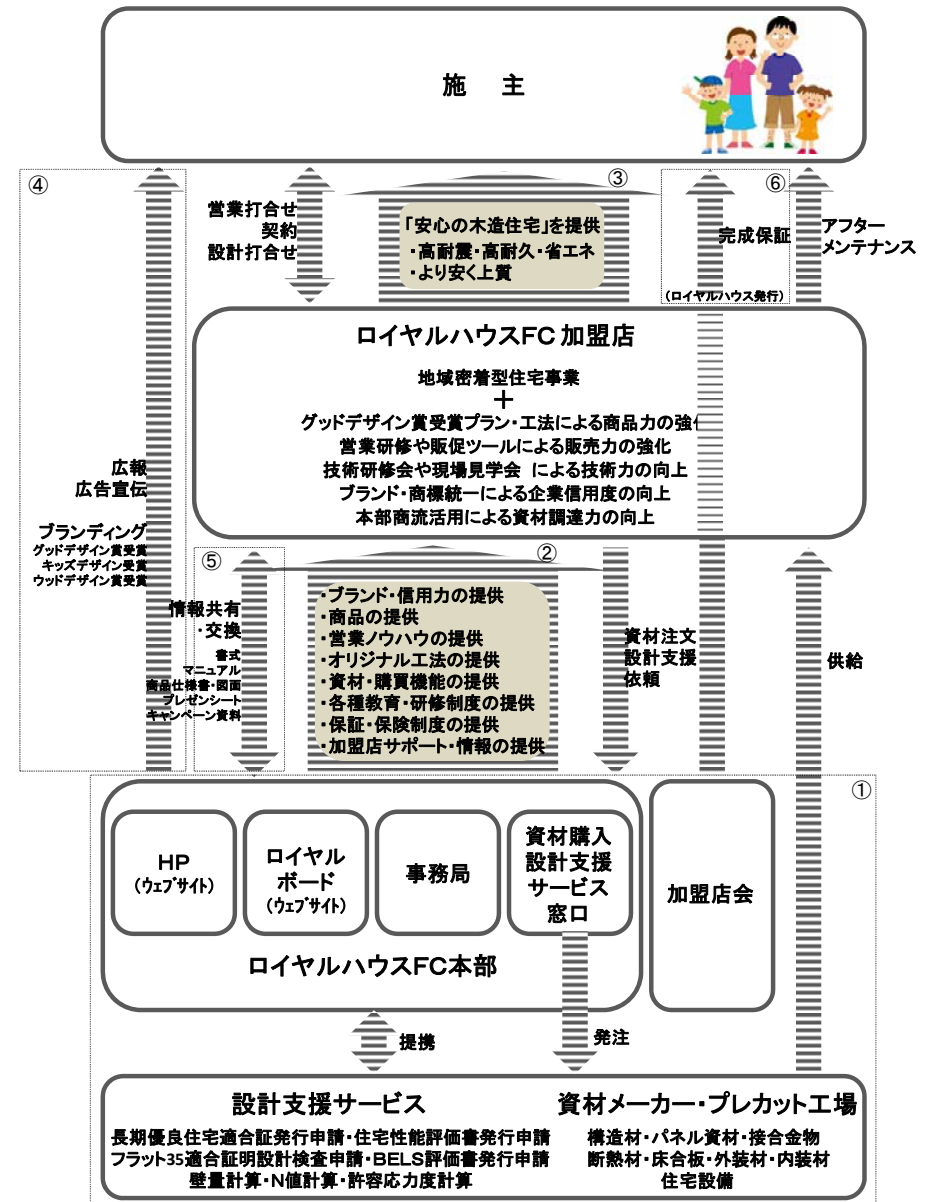 施 主
④
営業打合せ
契約
設計打合せ
③
「安心の木造住宅」を提供
・高耐震・高耐久・省エネ
・より安く上質
完成保証
(ロイヤルハウス発行)
⑥
アフター
メンテナンス
ロイヤルハウスFC 加盟店
地域密着型住宅事業
+
グッドデザイン賞受賞プラン・工法による商品力の強
営業研修や販促ツールによる販売力の強化
技術研修会や現場見学会 による技術力の向上
ブランド・商標統一による企業信用度の向上
本部商流活用による資材調達力の向上
広報
広告宣伝
ブランディング
グッドデザイン賞受賞
キッズデザイン受賞
ウッドデザイン賞受賞
⑤
情報共有
・交換
書式
マニュアル
商品仕様書・図面
プレゼンシート
キャンペーン資料
②
・ブランド・信用力の提供
・商品の提供
・営業ノウハウの提供
・オリジナル工法の提供
・資材・購買機能の提供
・各種教育・研修制度の提供
・保証・保険制度の提供
・加盟店サポート・情報の提供
資材注文
設計支援
依頼
供給
①
HP
(ウェブサイト)
ロイヤル
ボード
(ウェブサイト)
事務局
資材購入
設計支援
サービス
窓口
加盟店会
ロイヤルハウスFC本部
提携
発注
設計支援サービス
長期優良住宅適合証発行申請・住宅性能評価書発行申請
フラット35適合証明設計検査申請・BELS評価書発行申請
壁量計算・N値計算・許容応力度計算
資材メーカー・プレカット工場
構造材・パネル資材・接合金物
断熱材・床合板・外装材・内装材
住宅設備